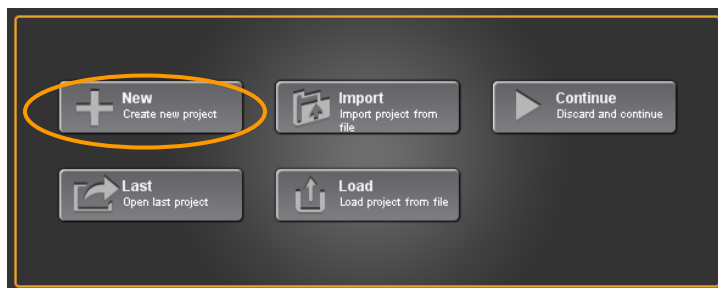 New
Create new project
Import
Import project from
file
Continue
Discard and continue
Last
Open last project
Load
Load project from file